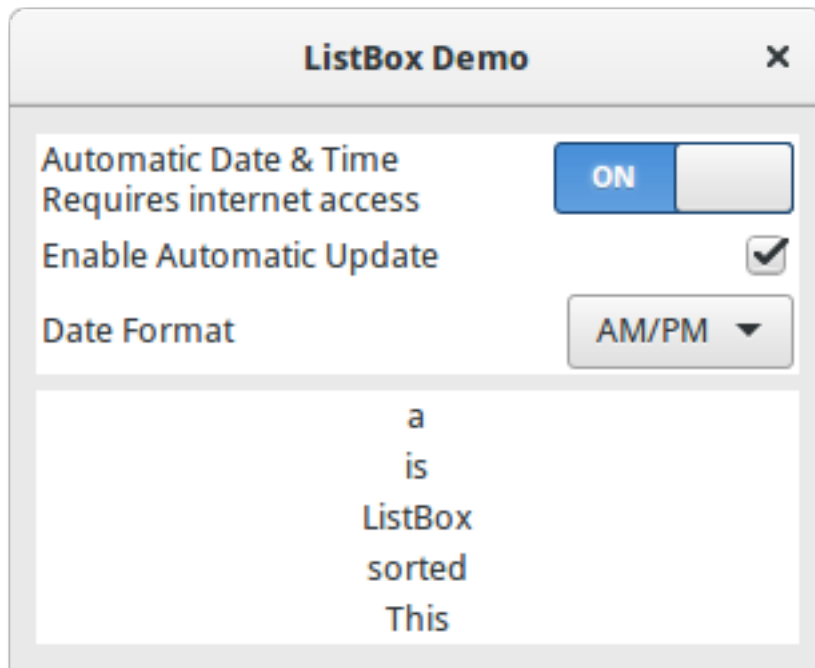 ListBox Demo
Automatic Date & Time
Requires internet access
ON
Enable Automatic Update
Date Format
AM/PM
a
is
ListBox
sorted
This